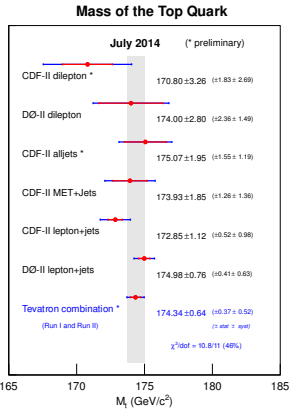 Mass of the Top Quark
July 2014 (* preliminary)
CDF-II dilepton * 170.80 ±3.26 (±1.83 ± 2.69)
DØ-II dilepton 174.00 ±2.80 (±2.36 ± 1.49)
CDF-II alljets * 175.07 ±1.95 (±1.55 ± 1.19)
CDF-II MET+Jets 173.93 ±1.85 (±1.26 ± 1.36)
CDF-II lepton+jets 172.85 ±1.12 (±0.52 ± 0.98)
DØ-II lepton+jets 174.98 ±0.76 (±0.41± 0.63)
Tevatron combination * 174.34 ±0.64 (±0.37 ± 0.52)
(Run I and Run II) (± stat ± syst)
χ²/dof = 10.8/11 (46%)
165 170 175 180 185
Mₜ (GeV/c²)